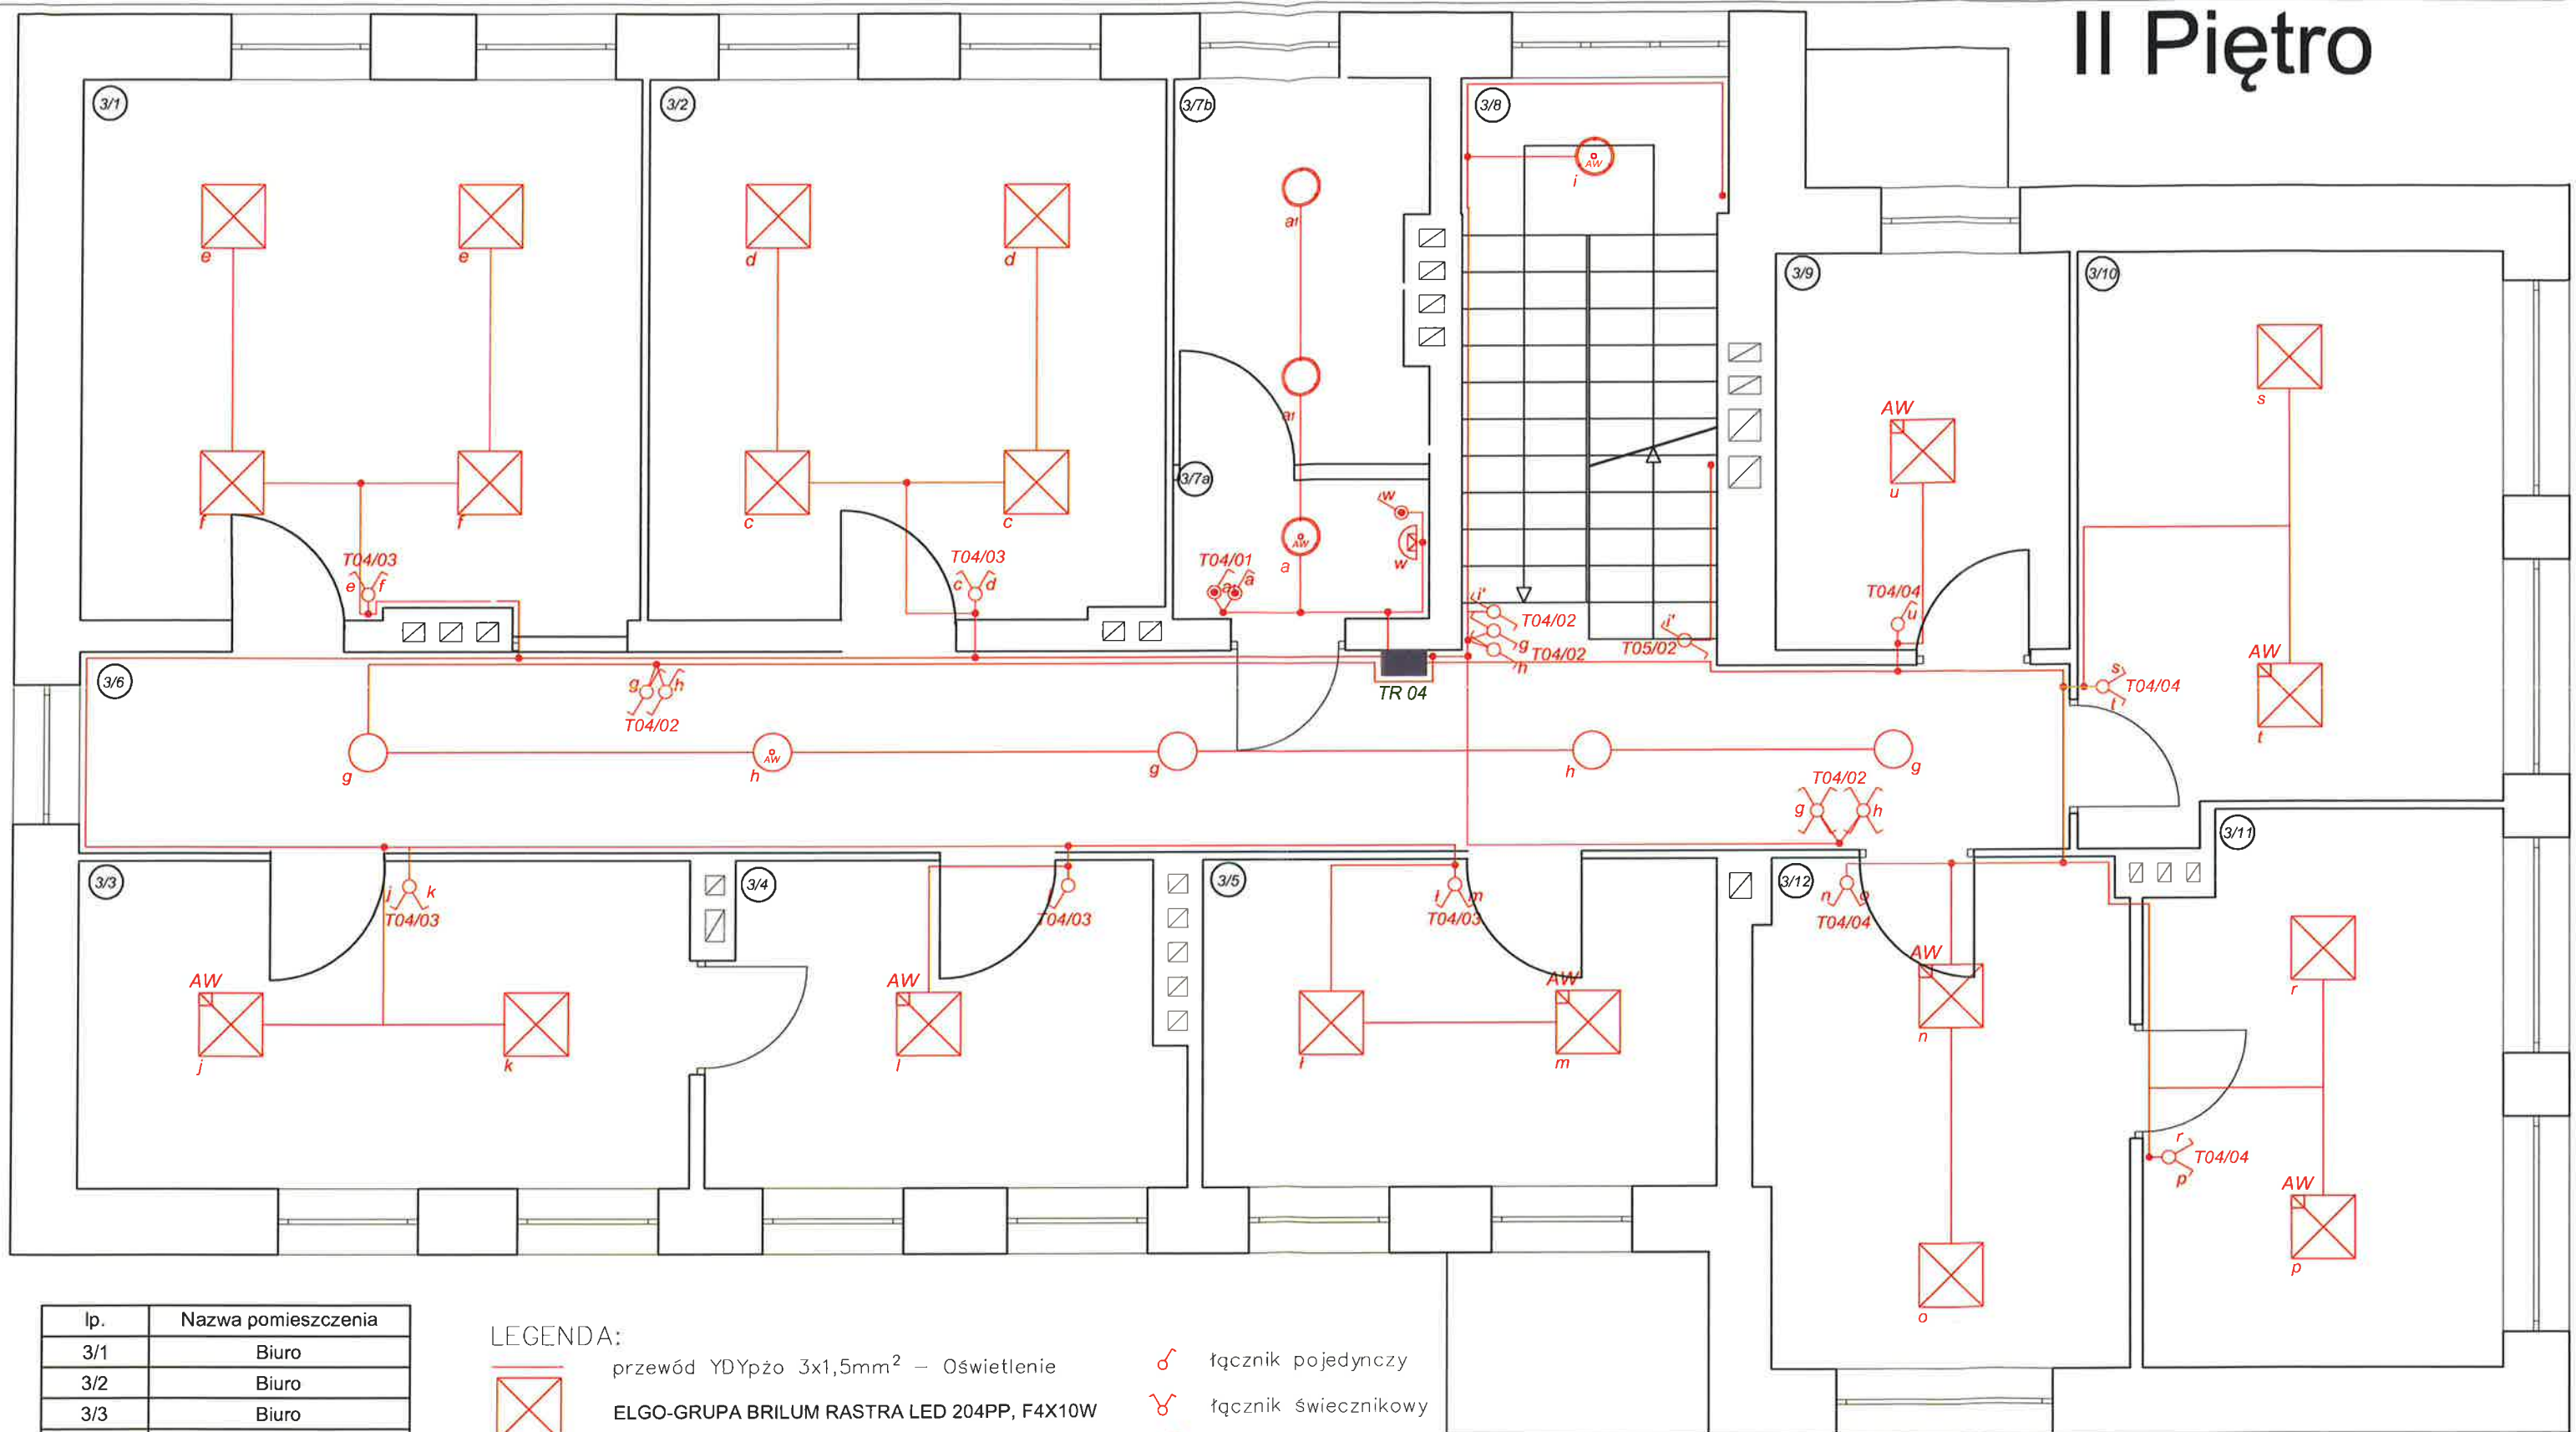 II Piętro
3/1
3/2
3/7b
3/8
AW
i
a1
e
e
d
d
3/9
3/10
s
a1
AW
u
3/7a
w
f
f
c
c
AW
w
T04/03
e
f
T04/03
c
d
T04/01
a1
a
a
T04/04
u
i'
T04/02
g
T04/02
h
i'
T05/02
3/6
g
h
T04/02
TR 04
s
T04/04
t
AW
t
g
AW
h
g
h
g
T04/02
g
h
3/11
3/3
j
k
T04/03
3/4
l
T04/03
3/5
ł
m
T04/03
3/12
n
o
T04/04
AW
j
k
AW
l
ł
AW
m
AW
n
r
r
T04/04
p
AW
p
o
lp.
Nazwa pomieszczenia
3/1
Biuro
3/2
Biuro
3/3
Biuro
LEGENDA:
przewód YDYpżo 3x1,5mm² – Oświetlenie
ELGO-GRUPA BRILUM RASTRA LED 204PP, F4X10W
łącznik pojedynczy
łącznik świecznikowy